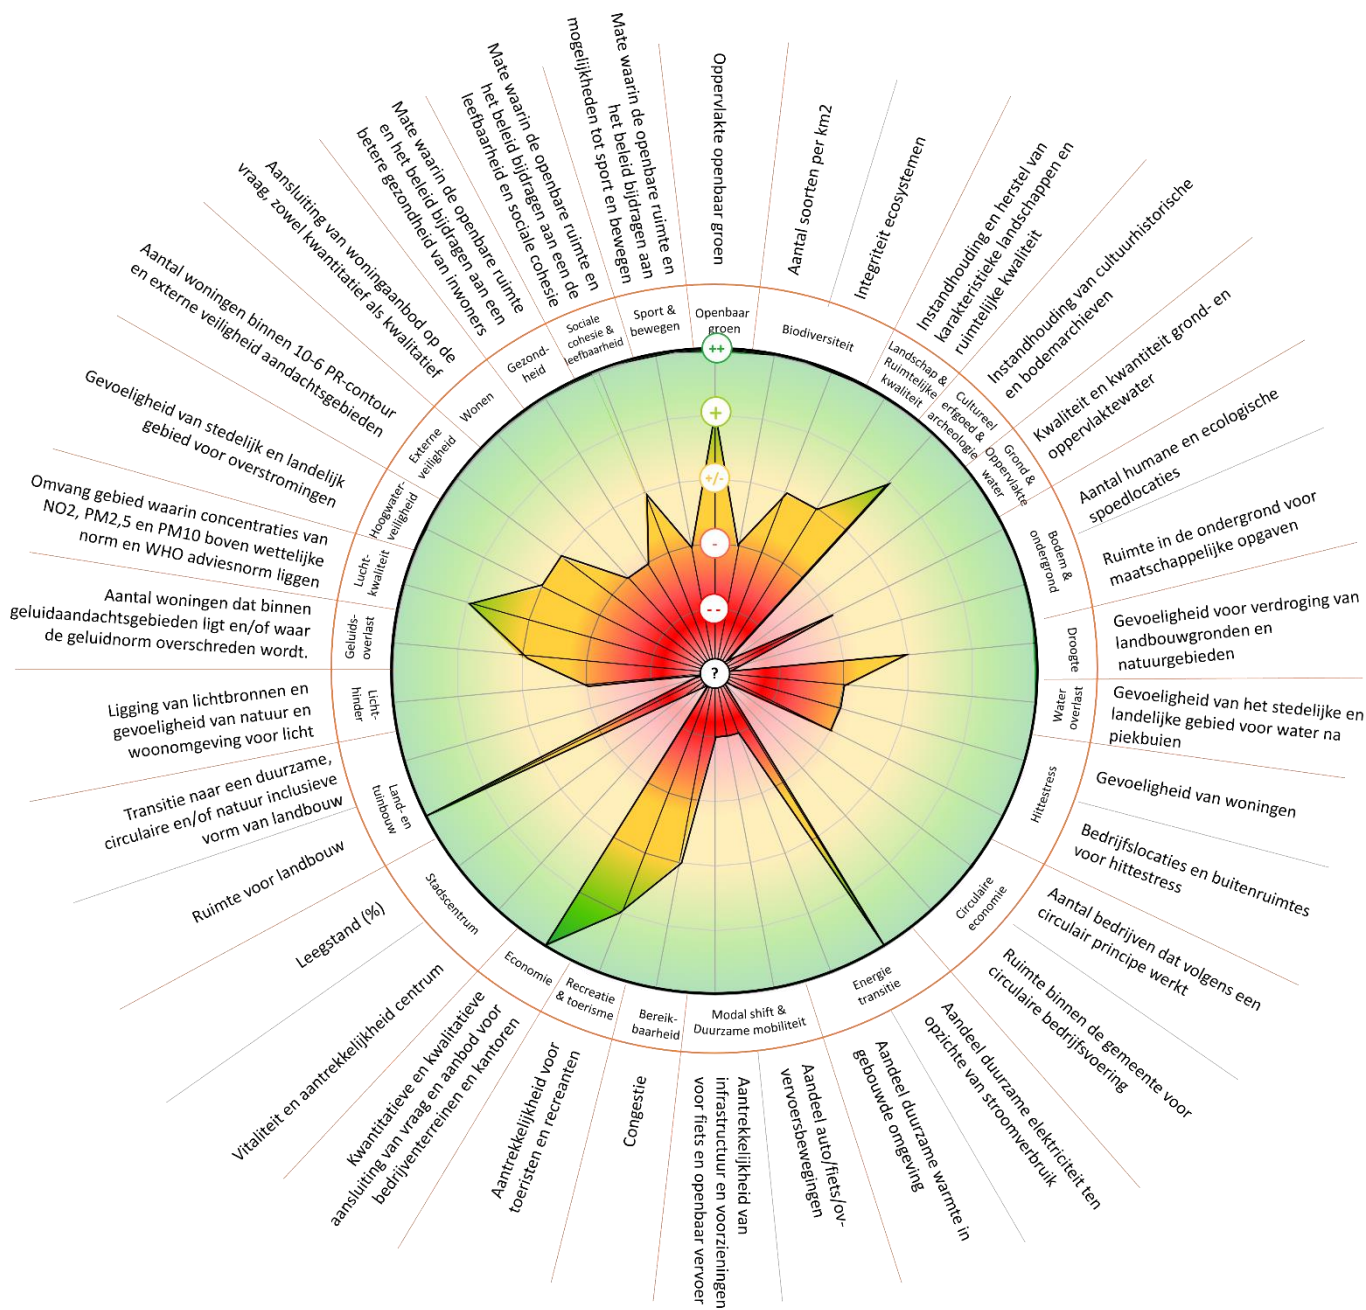 Oppervlakte openbaar groen
Aantal soorten per km2
Integriteit ecosystemen
Instandhouding en herstel van
karakteristieke landschappen en
ruimtelijke kwaliteit
Instandhouding van cultuurhistorische
en bodemarchieven
Kwaliteit en kwantiteit grond- en
oppervlaktewater
Aantal humane en ecologische
spoedlocaties
Ruimte in de ondergrond voor
maatschappelijke opgaven
Gevoeligheid voor verdroging van
landbouwgronden en
natuurgebieden
Gevoeligheid van het stedelijke en
landelijke gebied voor water na
piekbuien
Gevoeligheid van woningen
Bedrijfslocaties en buitenruimtes
voor hittestress
Aantal bedrijven dat volgens een
circulair principe werkt
Ruimte binnen de gemeente voor
circulaire bedrijfsvoering
Aandeel duurzame elektriciteit ten
opzichte van stroomverbruik
Aandeel duurzame warmte in
gebouwde omgeving
Aandeel auto/fiets/ov-
vervoersbewegingen
Aantrekkelijkheid van
infrastructuur en voorzieningen
voor fiets en openbaar vervoer
Congestie
Aantrekkelijkheid voor
toeristen en recreanten
Kwantitatieve en kwalitatieve
aansluiting van vraag en aanbod voor
bedrijventerreinen en kantoren
Vitaliteit en aantrekkelijkheid centrum
Leegstand (%)
Ruimte voor landbouw
Transitie naar een duurzame,
circulaire en/of natuur inclusieve
vorm van landbouw
Ligging van lichtbronnen en
gevoeligheid van natuur en
woonomgeving voor licht
Aantal woningen dat binnen
geluidaandachtsgebieden ligt en/of waar
de geluidnorm overschreden wordt.
Omvang gebied waarin concentraties van
NO2, PM2,5 en PM10 boven wettelijke
norm en WHO adviesnorm liggen
Gevoeligheid van stedelijk en landelijk
gebied voor overstromingen
Aantal woningen binnen 10-6 PR-contour
en externe veiligheid aandachtsgebieden
Aansluiting van woningaanbod op de
vraag, zowel kwantitatief als kwalitatief
Mate waarin de openbare ruimte
en het beleid bijdragen aan een
betere gezondheid van inwoners
Mate waarin de openbare ruimte en
het beleid bijdragen aan een de
leefbaarheid en sociale cohesie
Mate waarin de openbare ruimte en
het beleid bijdragen aan
mogelijkheden tot sport en bewegen
Openbaar
groen
Biodiversiteit
Landschap &
Ruimtelijke
kwaliteit
Cultureel
erfgoed &
archeologie
Grond &
Oppervlakte
water
Bodem &
ondergrond
Droogte
Water
overlast
Hittestress
Circulaire
economie
Energie
transitie
Modal shift &
Duurzame mobiliteit
Bereik-
baarheid
Recreatie
& toerisme
Economie
Stadscentrum
Land- en
tuinbouw
Licht-
hinder
Geluids-
overlast
Lucht-
kwaliteit
Hoogwater-
veiligheid
Externe
veiligheid
Wonen
Gezond-
heid
Sociale
cohesie &
leefbaarheid
Sport &
bewegen
++
+
+/-
-
--
?